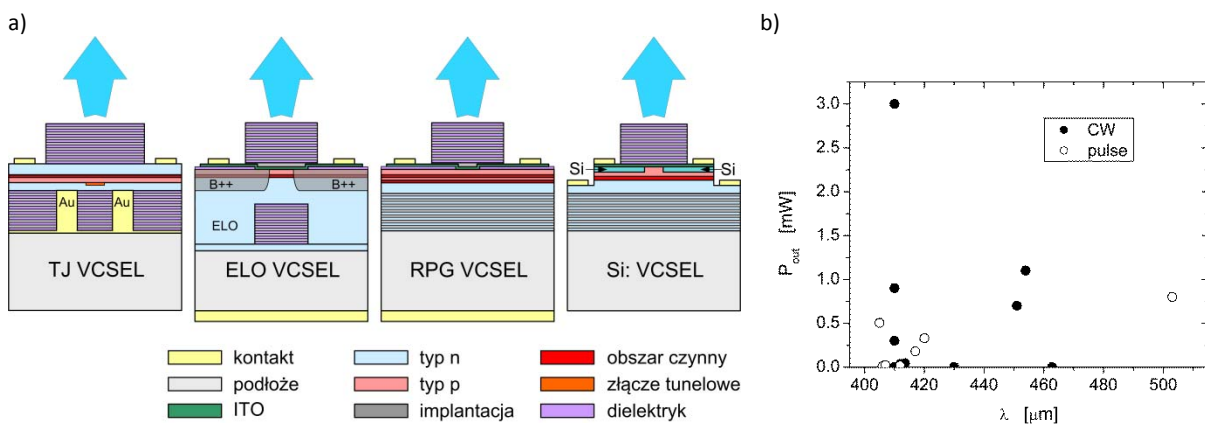 a)
b)
Au Au
B++ B++
ELO
Si Si
TJ VCSEL
ELO VCSEL
RPG VCSEL
Si: VCSEL
kontakt
typ n
obszar czynny
podłoże
typ p
złącze tunelowe
ITO
implantacja
dielektryk
CW
pulse
P out [mW]
3.0
2.5
2.0
1.5
1.0
0.5
0.0
400 420 440 460 480 500
λ [μm]